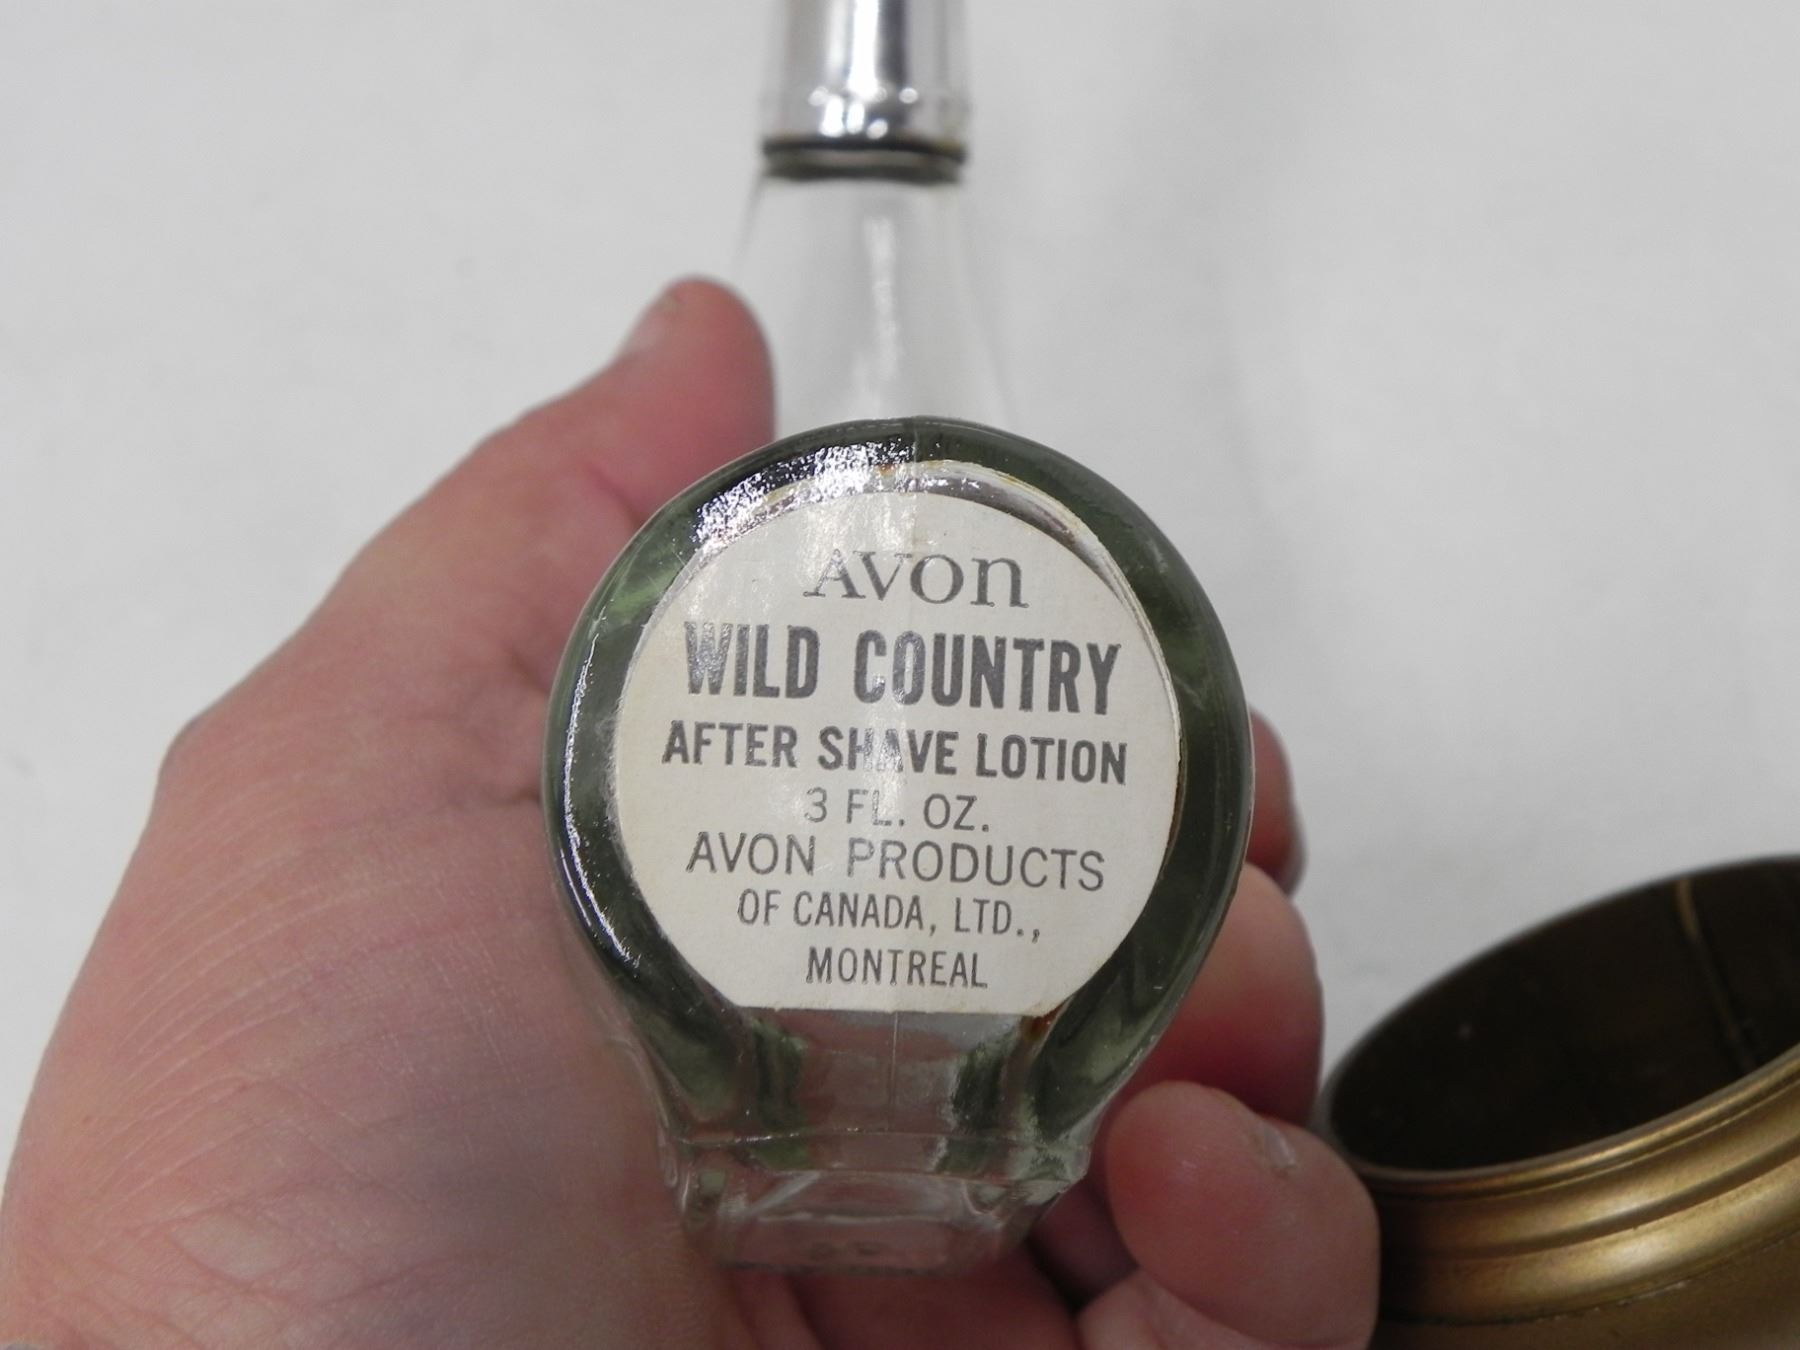 Avon
WILD COUNTRY
AFTER SHAVE LOTION
3 FL. OZ.
AVON PRODUCTS
OF CANADA, LTD.,
MONTREAL